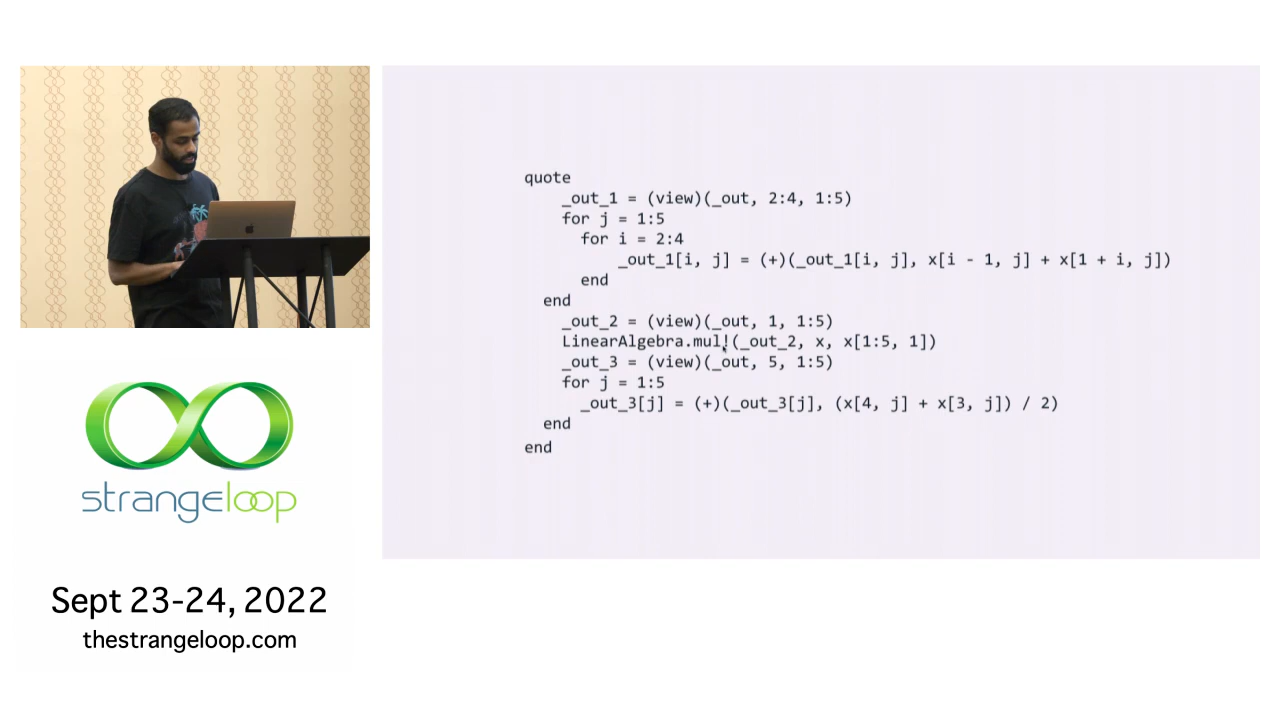 quote
_out_1 = (view)(_out, 2:4, 1:5)
for j = 1:5
for i = 2:4
_out_1[i, j] = (+)(_out_1[i, j], x[i - 1, j] + x[1 + i, j])
end
end
_out_2 = (view)(_out, 1, 1:5)
LinearAlgebra.mul!(_out_2, x, x[1:5, 1])
_out_3 = (view)(_out, 5, 1:5)
for j = 1:5
_out_3[j] = (+)(_out_3[j], (x[4, j] + x[3, j]) / 2)
end
end
strangeloop
Sept 23-24, 2022
thestrangeloop.com